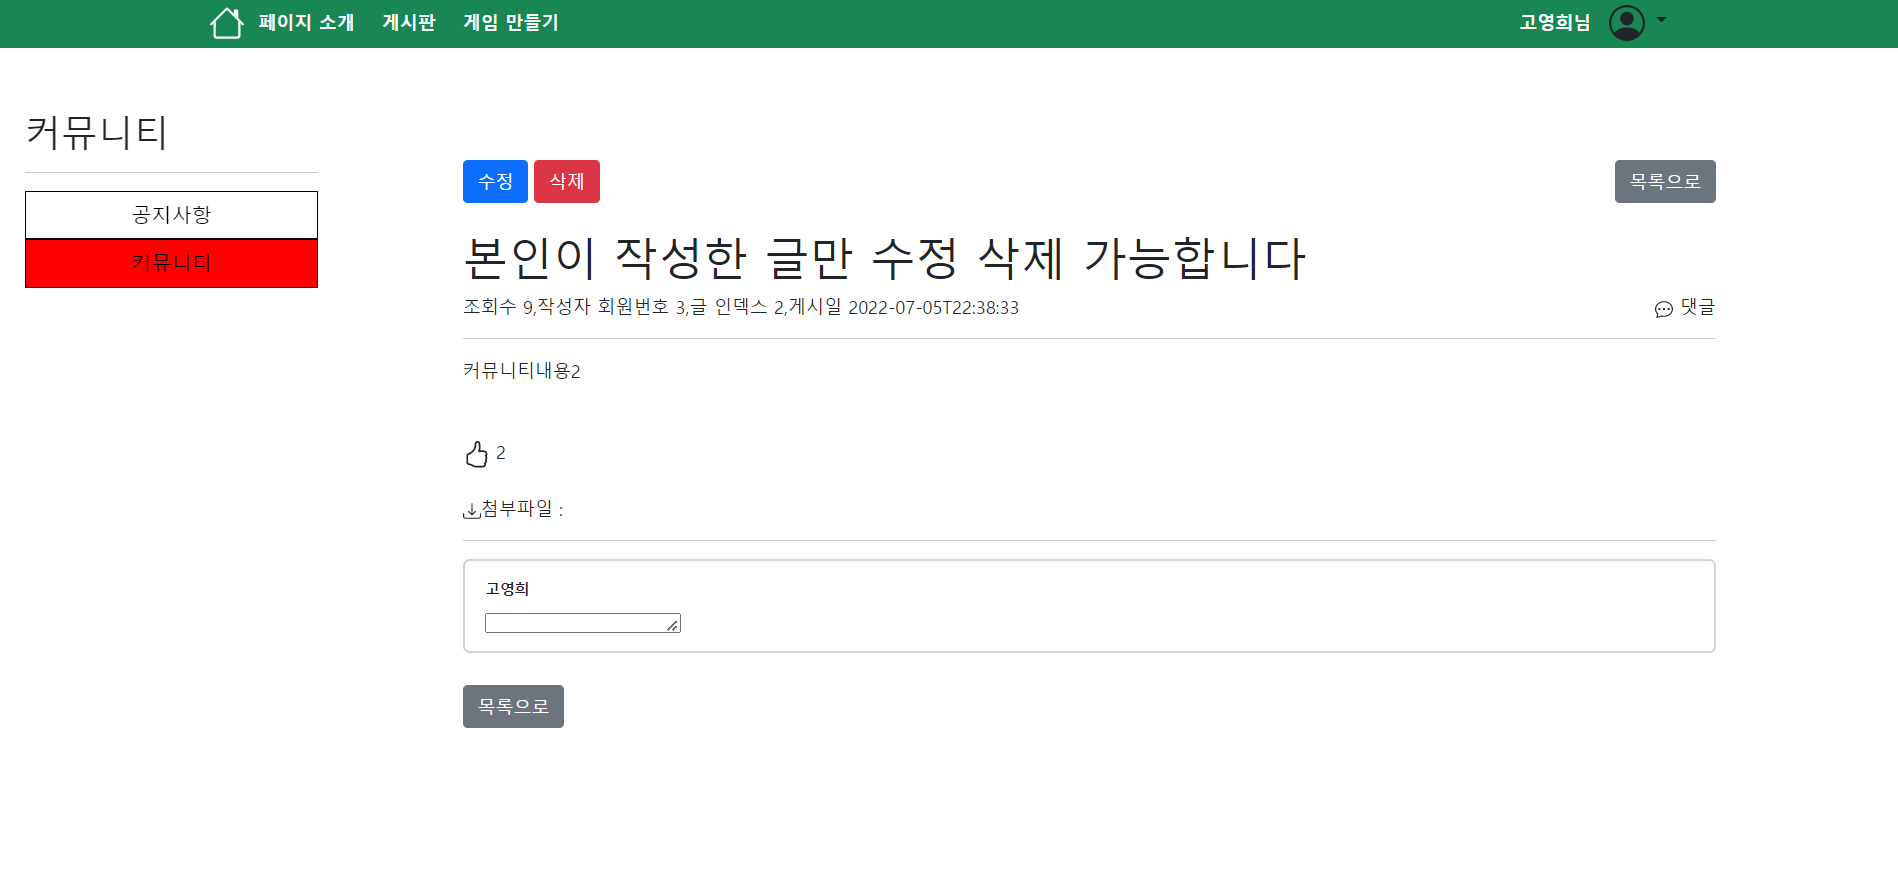 페이지 소개 게시판 게임 만들기 고영희님
커뮤니티
공지사항
커뮤니티
수정 삭제 목록으로
본인이 작성한 글만 수정 삭제 가능합니다
조회수 9,작성자 회원번호 3,글 인덱스 2,게시일 2022-07-05T22:38:33 댓글
커뮤니티내용2
2
첨부파일 :
고영희
목록으로